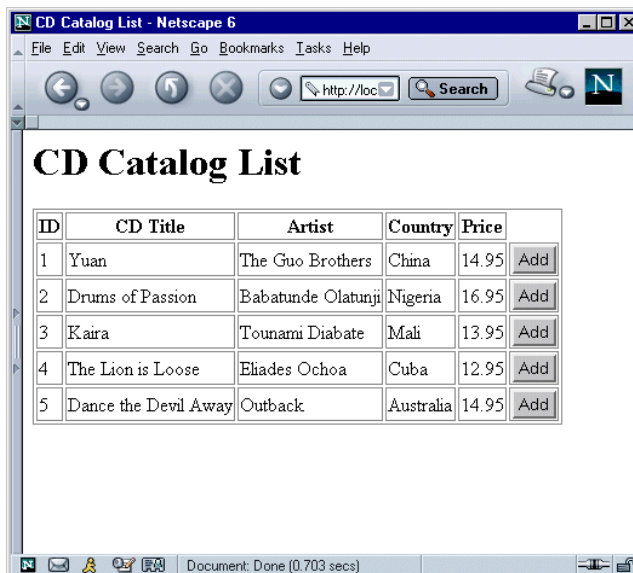 N CD Catalog List - Netscape 6
File Edit View Search Go Bookmarks Tasks Help
http://loc Search N
CD Catalog List
ID CD Title Artist Country Price
1 Yuan The Guo Brothers China 14.95 Add
2 Drums of Passion Babatunde Olatunji Nigeria 16.95 Add
3 Kaira Tounami Diabate Mali 13.95 Add
4 The Lion is Loose Eliades Ochoa Cuba 12.95 Add
5 Dance the Devil Away Outback Australia 14.95 Add
N Document: Done (0.703 secs)